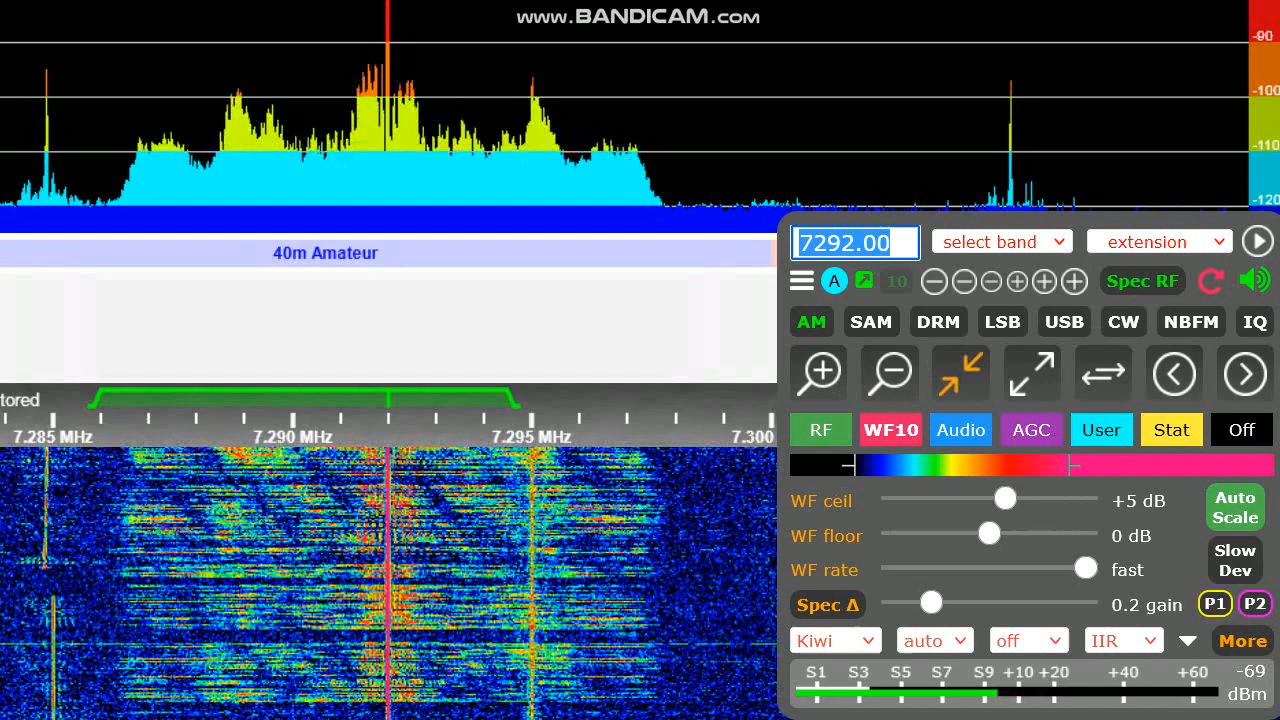 www.BANDICAM.com
-90
-100
-110
-120
40m Amateur
7292.00 select band extension
A 10 Spec RF
AM SAM DRM LSB USB CW NBFM IQ
tored
7.285 MHz 7.290 MHz 7.295 MHz 7.300
RF WF10 Audio AGC User Stat Off
WF ceil +5 dB Auto Scale
WF floor 0 dB
WF rate fast Slow Dev
Spec Δ 0.2 gain P1 P2
Kiwi auto off IIR More
S1 S3 S5 S7 S9 +10 +20 +40 +60 -69
dBm